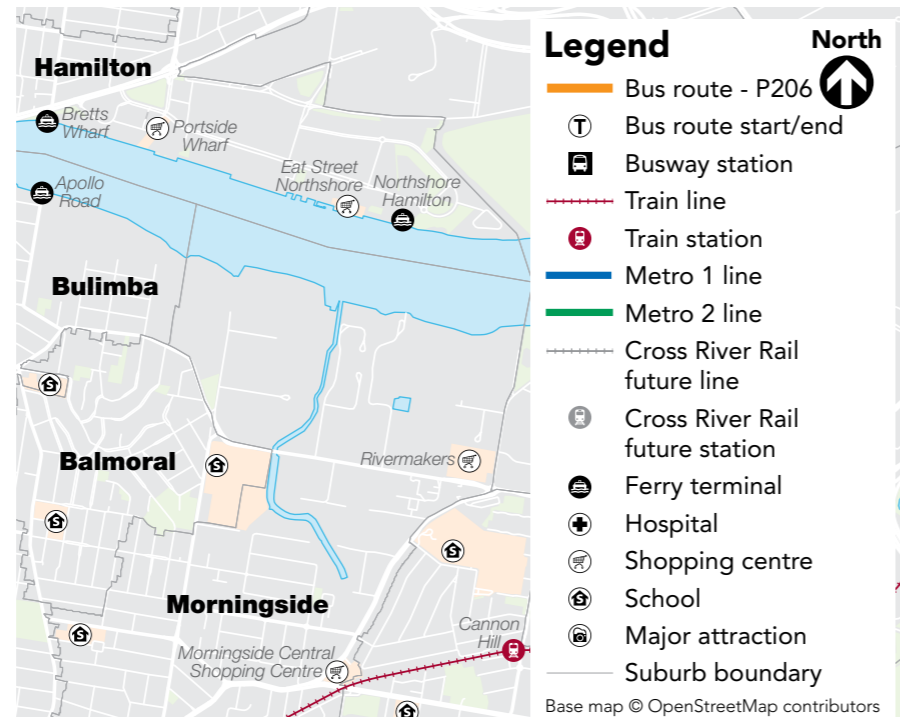 Hamilton
Bretts
Wharf
Portside
Wharf
Apollo
Road
Eat Street
Northshore
Northshore
Hamilton
Bulimba
Balmoral
Rivermakers
Morningside
Cannon
Hill
Morningside Central
Shopping Centre
Legend
North
Bus route - P206
T
Bus route start/end
Busway station
Train line
Train station
Metro 1 line
Metro 2 line
Cross River Rail
future line
Cross River Rail
future station
Ferry terminal
Hospital
Shopping centre
School
Major attraction
Suburb boundary
Base map © OpenStreetMap contributors